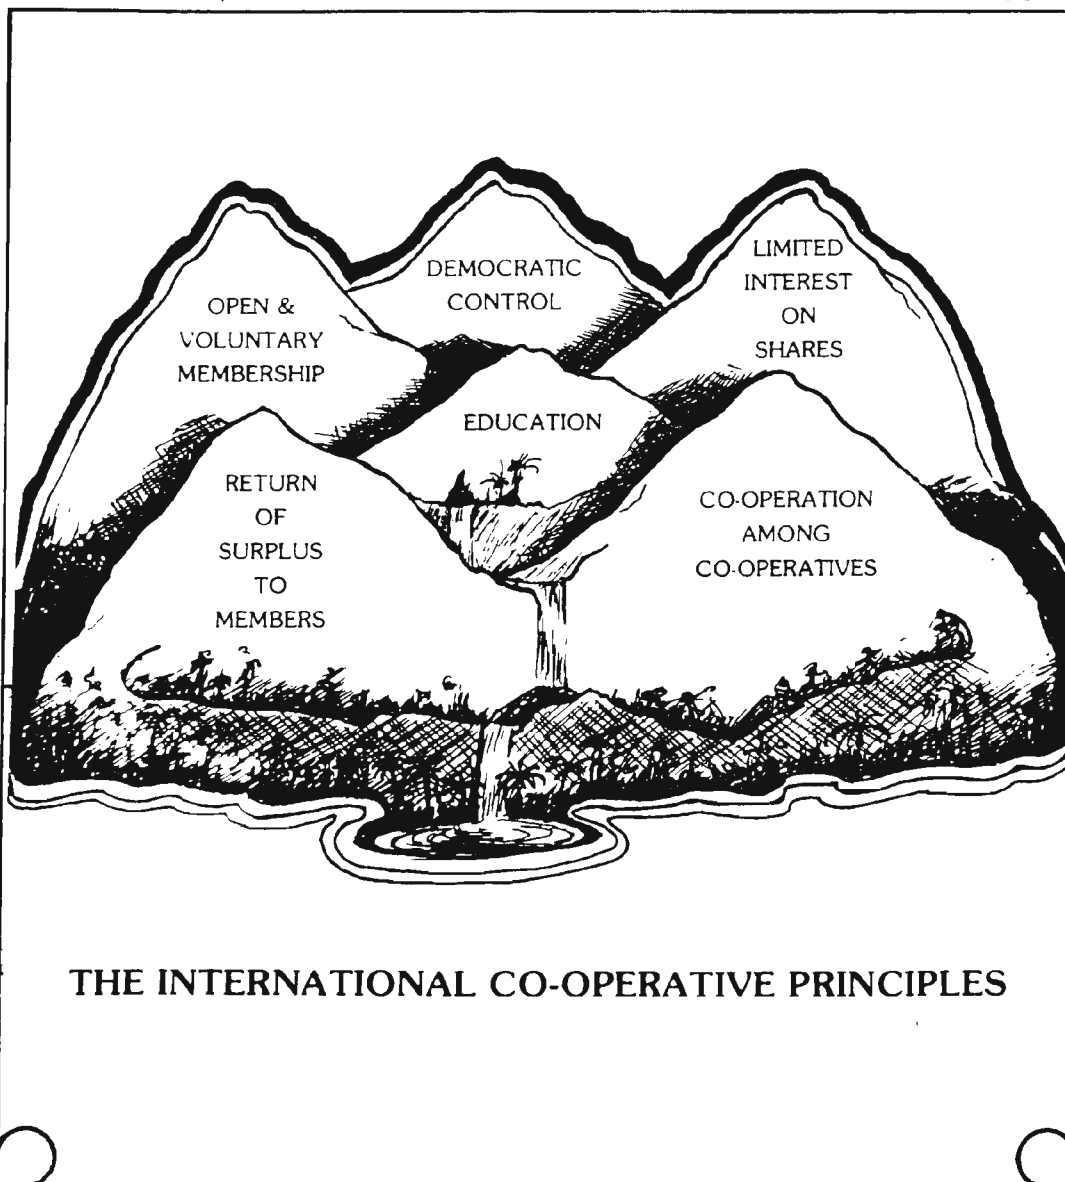 DEMOCRATIC
CONTROL
LIMITED
INTEREST
ON
SHARES
OPEN &
VOLUNTARY
MEMBERSHIP
EDUCATION
RETURN
OF
SURPLUS
TO
MEMBERS
CO-OPERATION
AMONG
CO-OPERATIVES
THE INTERNATIONAL CO-OPERATIVE PRINCIPLES